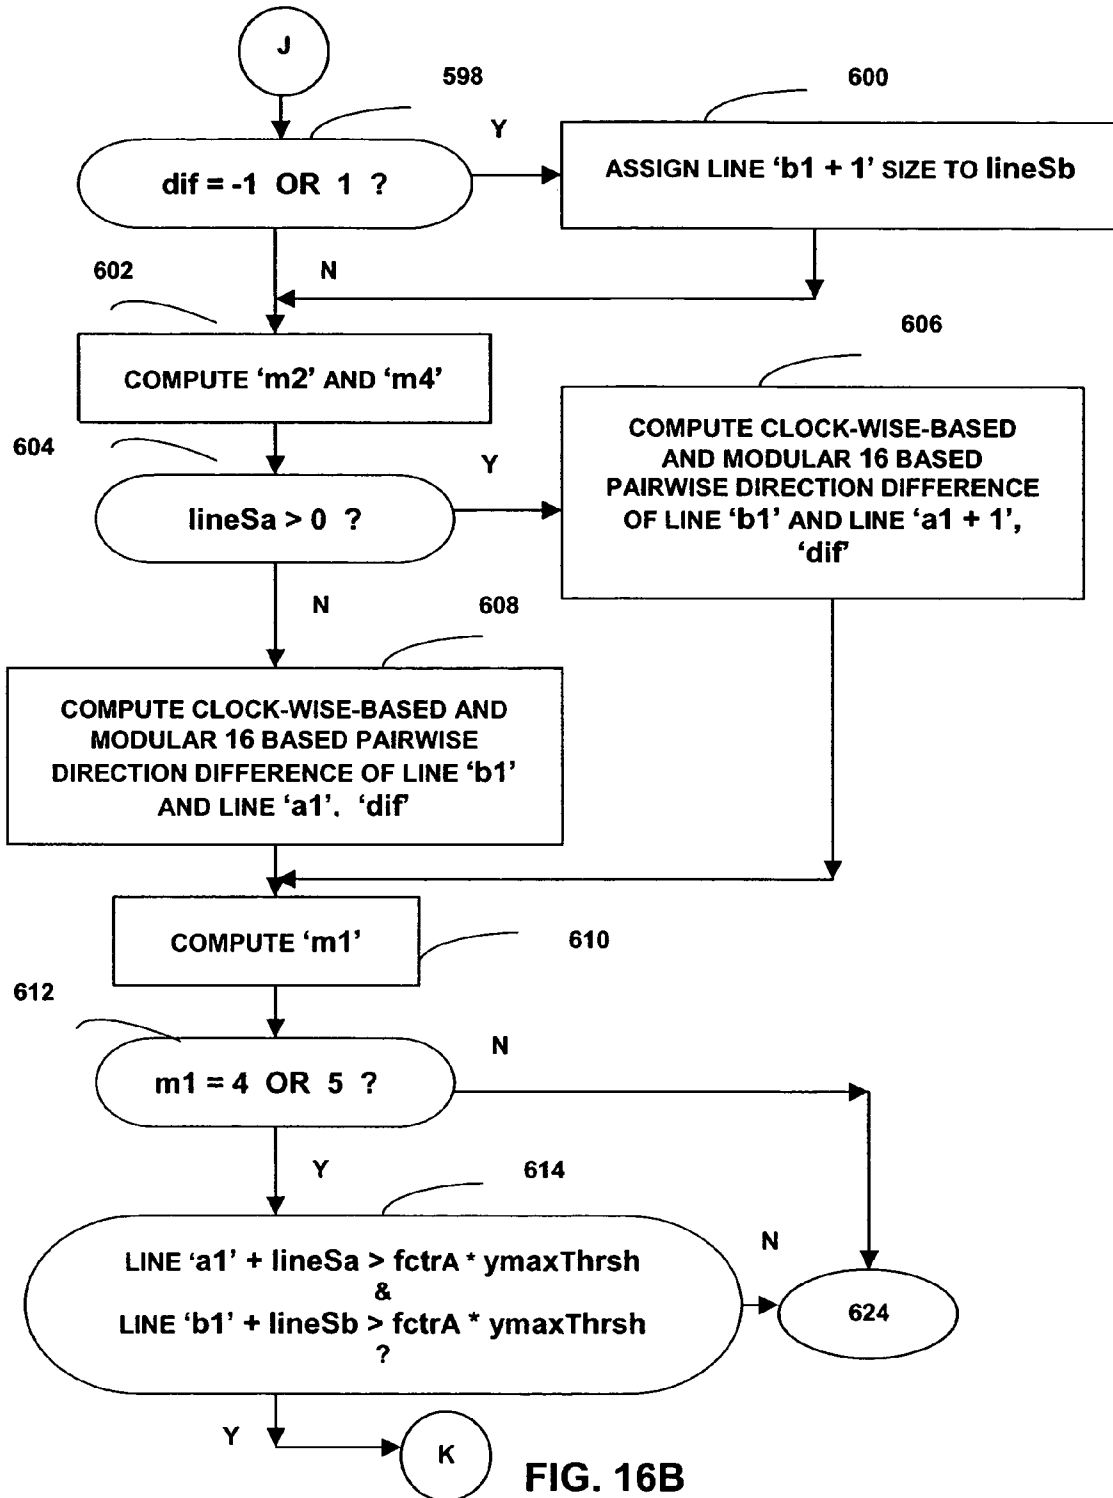 J
598
600
Y
dif = -1 OR 1 ?
ASSIGN LINE ‘b1 + 1’ SIZE TO lineSb
602
N
606
COMPUTE ‘m2’ AND ‘m4’
604
Y
COMPUTE CLOCK-WISE-BASED
AND MODULAR 16 BASED
PAIRWISE DIRECTION DIFFERENCE
OF LINE ‘b1’ AND LINE ‘a1 + 1’,
‘dif’
lineSa > 0 ?
N
608
COMPUTE CLOCK-WISE-BASED AND
MODULAR 16 BASED PAIRWISE
DIRECTION DIFFERENCE OF LINE ‘b1’
AND LINE ‘a1’, ‘dif’
COMPUTE ‘m1’
610
612
N
m1 = 4 OR 5 ?
Y
614
LINE ‘a1’ + lineSa > fctrA * ymaxThrsh
&
LINE ‘b1’ + lineSb > fctrA * ymaxThrsh
?
N
624
Y
K
FIG. 16B